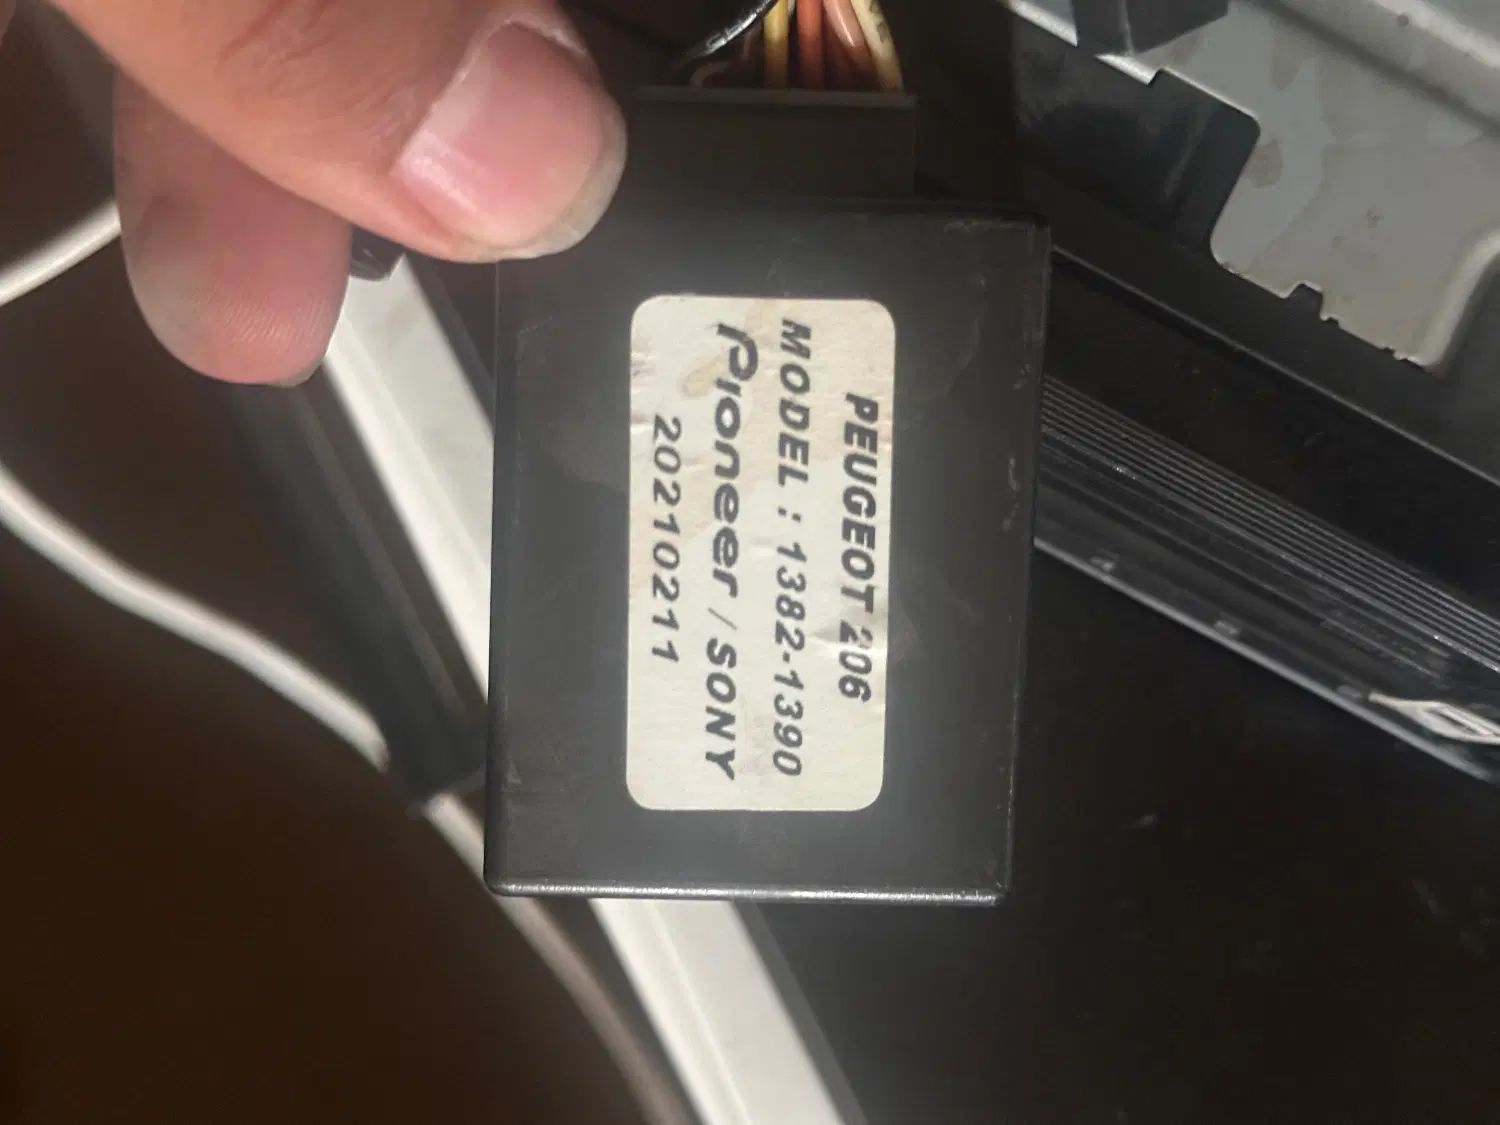 PEUGEOT 206
MODEL : 1382-1390
Pioneer / SONY
20210211